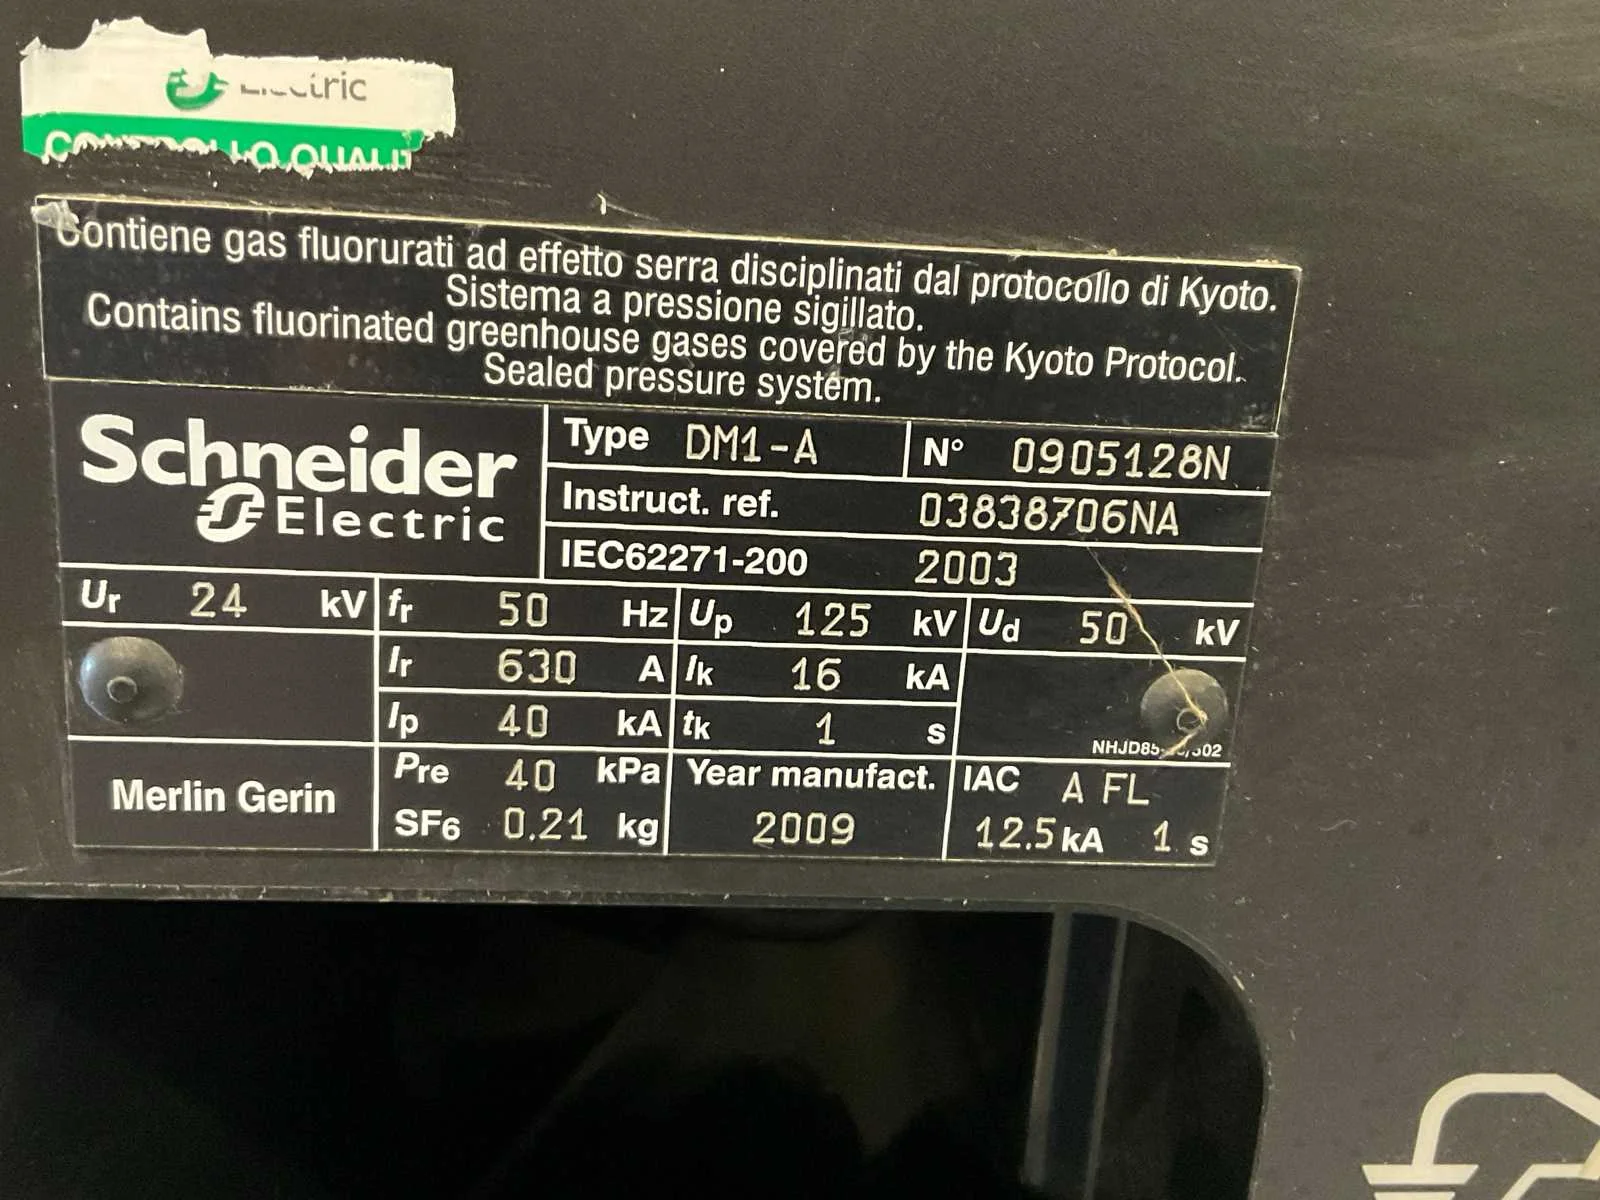 ctric
CONTROLLO QUALIT
Contiene gas fluorurati ad effetto serra disciplinati dal protocollo di Kyoto.
Sistema a pressione sigillato.
Contains fluorinated greenhouse gases covered by the Kyoto Protocol.
Sealed pressure system.
Schneider
Electric
Type DM1-A N° 0905128N
Instruct. ref. 03838706NA
IEC62271-200 2003
Ur 24 kV fr 50 Hz Up 125 kV Ud 50 kV
Ir 630 A Ik 16 kA
Ip 40 kA tk 1 s
Merlin Gerin
Pre 40 kPa Year manufact. IAC A FL
SF6 0.21 kg 2009 12.5 kA 1 s